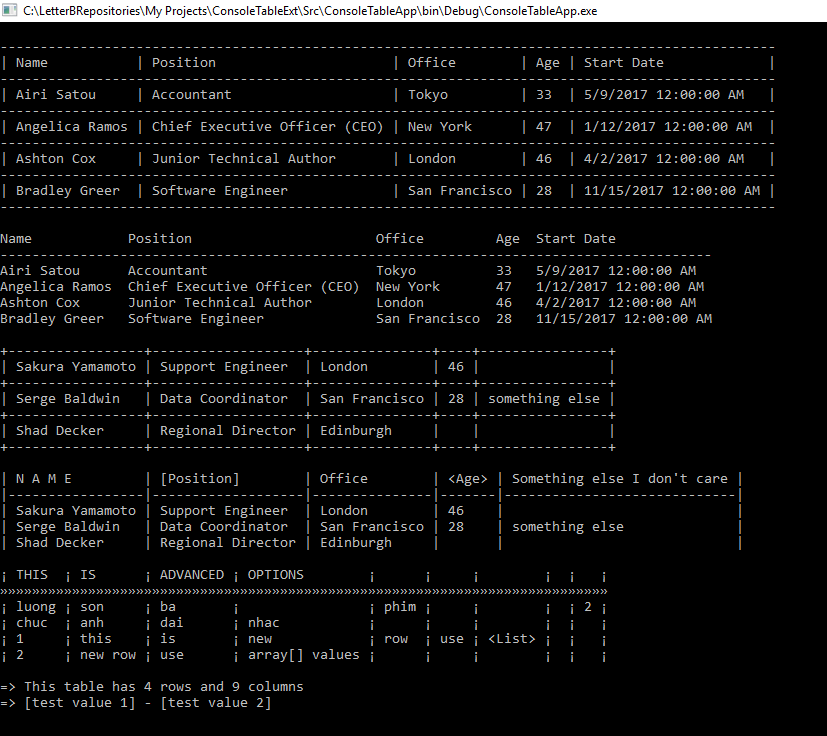 C:\LetterBRepositories\My Projects\ConsoleTableExt\Src\ConsoleTableApp\bin\Debug\ConsoleTableApp.exe
-------------------------------------------------------------------------------------------------
| Name           | Position                      | Office        | Age | Start Date             |
-------------------------------------------------------------------------------------------------
| Airi Satou     | Accountant                    | Tokyo         | 33  | 5/9/2017 12:00:00 AM   |
-------------------------------------------------------------------------------------------------
| Angelica Ramos | Chief Executive Officer (CEO) | New York      | 47  | 1/12/2017 12:00:00 AM  |
-------------------------------------------------------------------------------------------------
| Ashton Cox     | Junior Technical Author       | London        | 46  | 4/2/2017 12:00:00 AM   |
-------------------------------------------------------------------------------------------------
| Bradley Greer  | Software Engineer             | San Francisco | 28  | 11/15/2017 12:00:00 AM |
-------------------------------------------------------------------------------------------------
Name            Position                       Office         Age  Start Date
-----------------------------------------------------------------------------------------
Airi Satou      Accountant                     Tokyo          33   5/9/2017 12:00:00 AM
Angelica Ramos  Chief Executive Officer (CEO)  New York       47   1/12/2017 12:00:00 AM
Ashton Cox      Junior Technical Author        London         46   4/2/2017 12:00:00 AM
Bradley Greer   Software Engineer              San Francisco  28   11/15/2017 12:00:00 AM
+-----------------+-------------------+---------------+----+----------------+
| Sakura Yamamoto | Support Engineer  | London        | 46 |                |
+-----------------+-------------------+---------------+----+----------------+
| Serge Baldwin   | Data Coordinator  | San Francisco | 28 | something else |
+-----------------+-------------------+---------------+----+----------------+
| Shad Decker     | Regional Director | Edinburgh     |    |                |
+-----------------+-------------------+---------------+----+----------------+
| N A M E         | [Position]        | Office        | <Age> | Something else I don't care |
|-----------------|-------------------|---------------|-------|-----------------------------|
| Sakura Yamamoto | Support Engineer  | London        | 46    |                             |
| Serge Baldwin   | Data Coordinator  | San Francisco | 28    | something else              |
| Shad Decker     | Regional Director | Edinburgh     |       |                             |
¡ THIS  ¡ IS      ¡ ADVANCED ¡ OPTIONS        ¡      ¡     ¡        ¡  ¡   ¡
»»»»»»»»»»»»»»»»»»»»»»»»»»»»»»»»»»»»»»»»»»»»»»»»»»»»»»»»»»»»»»»»»»»»»»»»»»»»
¡ luong ¡ son     ¡ ba       ¡                ¡ phim ¡     ¡        ¡  ¡ 2 ¡
¡ chuc  ¡ anh     ¡ dai      ¡ nhac           ¡      ¡     ¡        ¡  ¡   ¡
¡ 1     ¡ this    ¡ is       ¡ new            ¡ row  ¡ use ¡ <List> ¡  ¡   ¡
¡ 2     ¡ new row ¡ use      ¡ array[] values ¡      ¡     ¡        ¡  ¡   ¡
=> This table has 4 rows and 9 columns
=> [test value 1] - [test value 2]